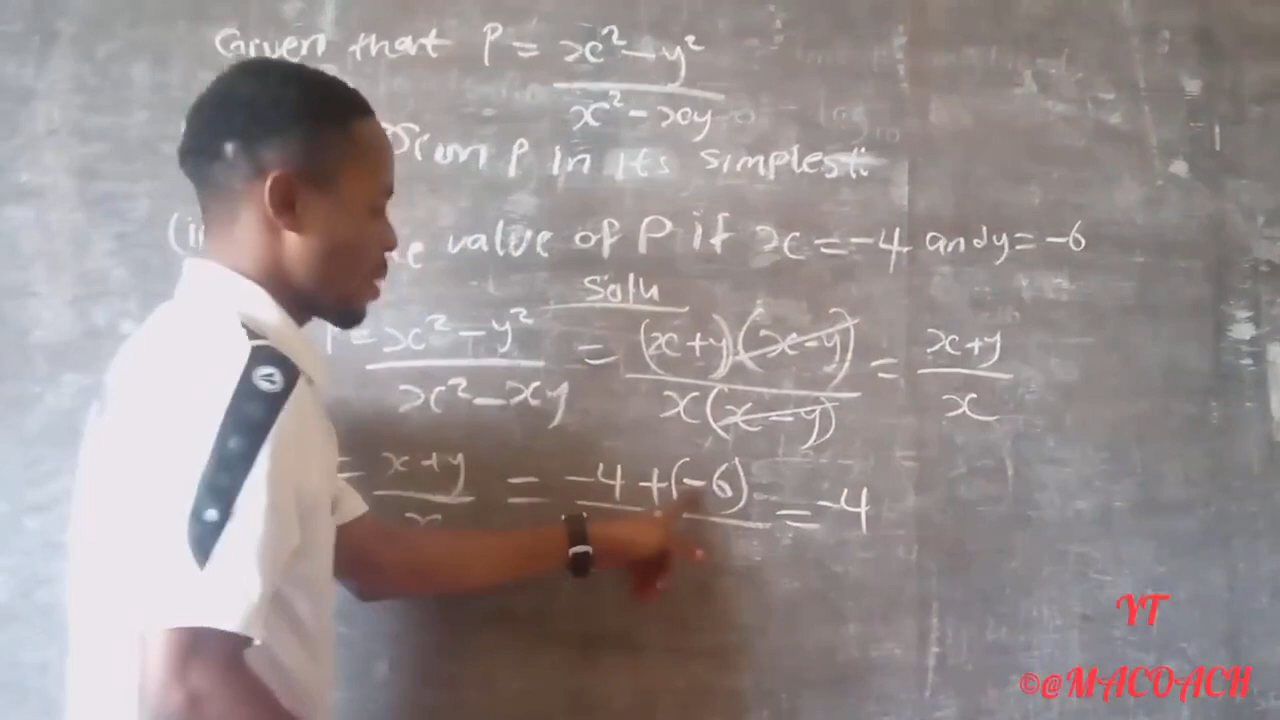 Given that P = x² - y² / x² - xy
P in its simplest.
value of P if x = -4 and y = -6
Soln
P = x² - y² / x² - xy = (x+y)(x-y) / x(x-y) = x+y / x
= x+y / x = -4 + (-6) = -4
YT
©@MACOACH